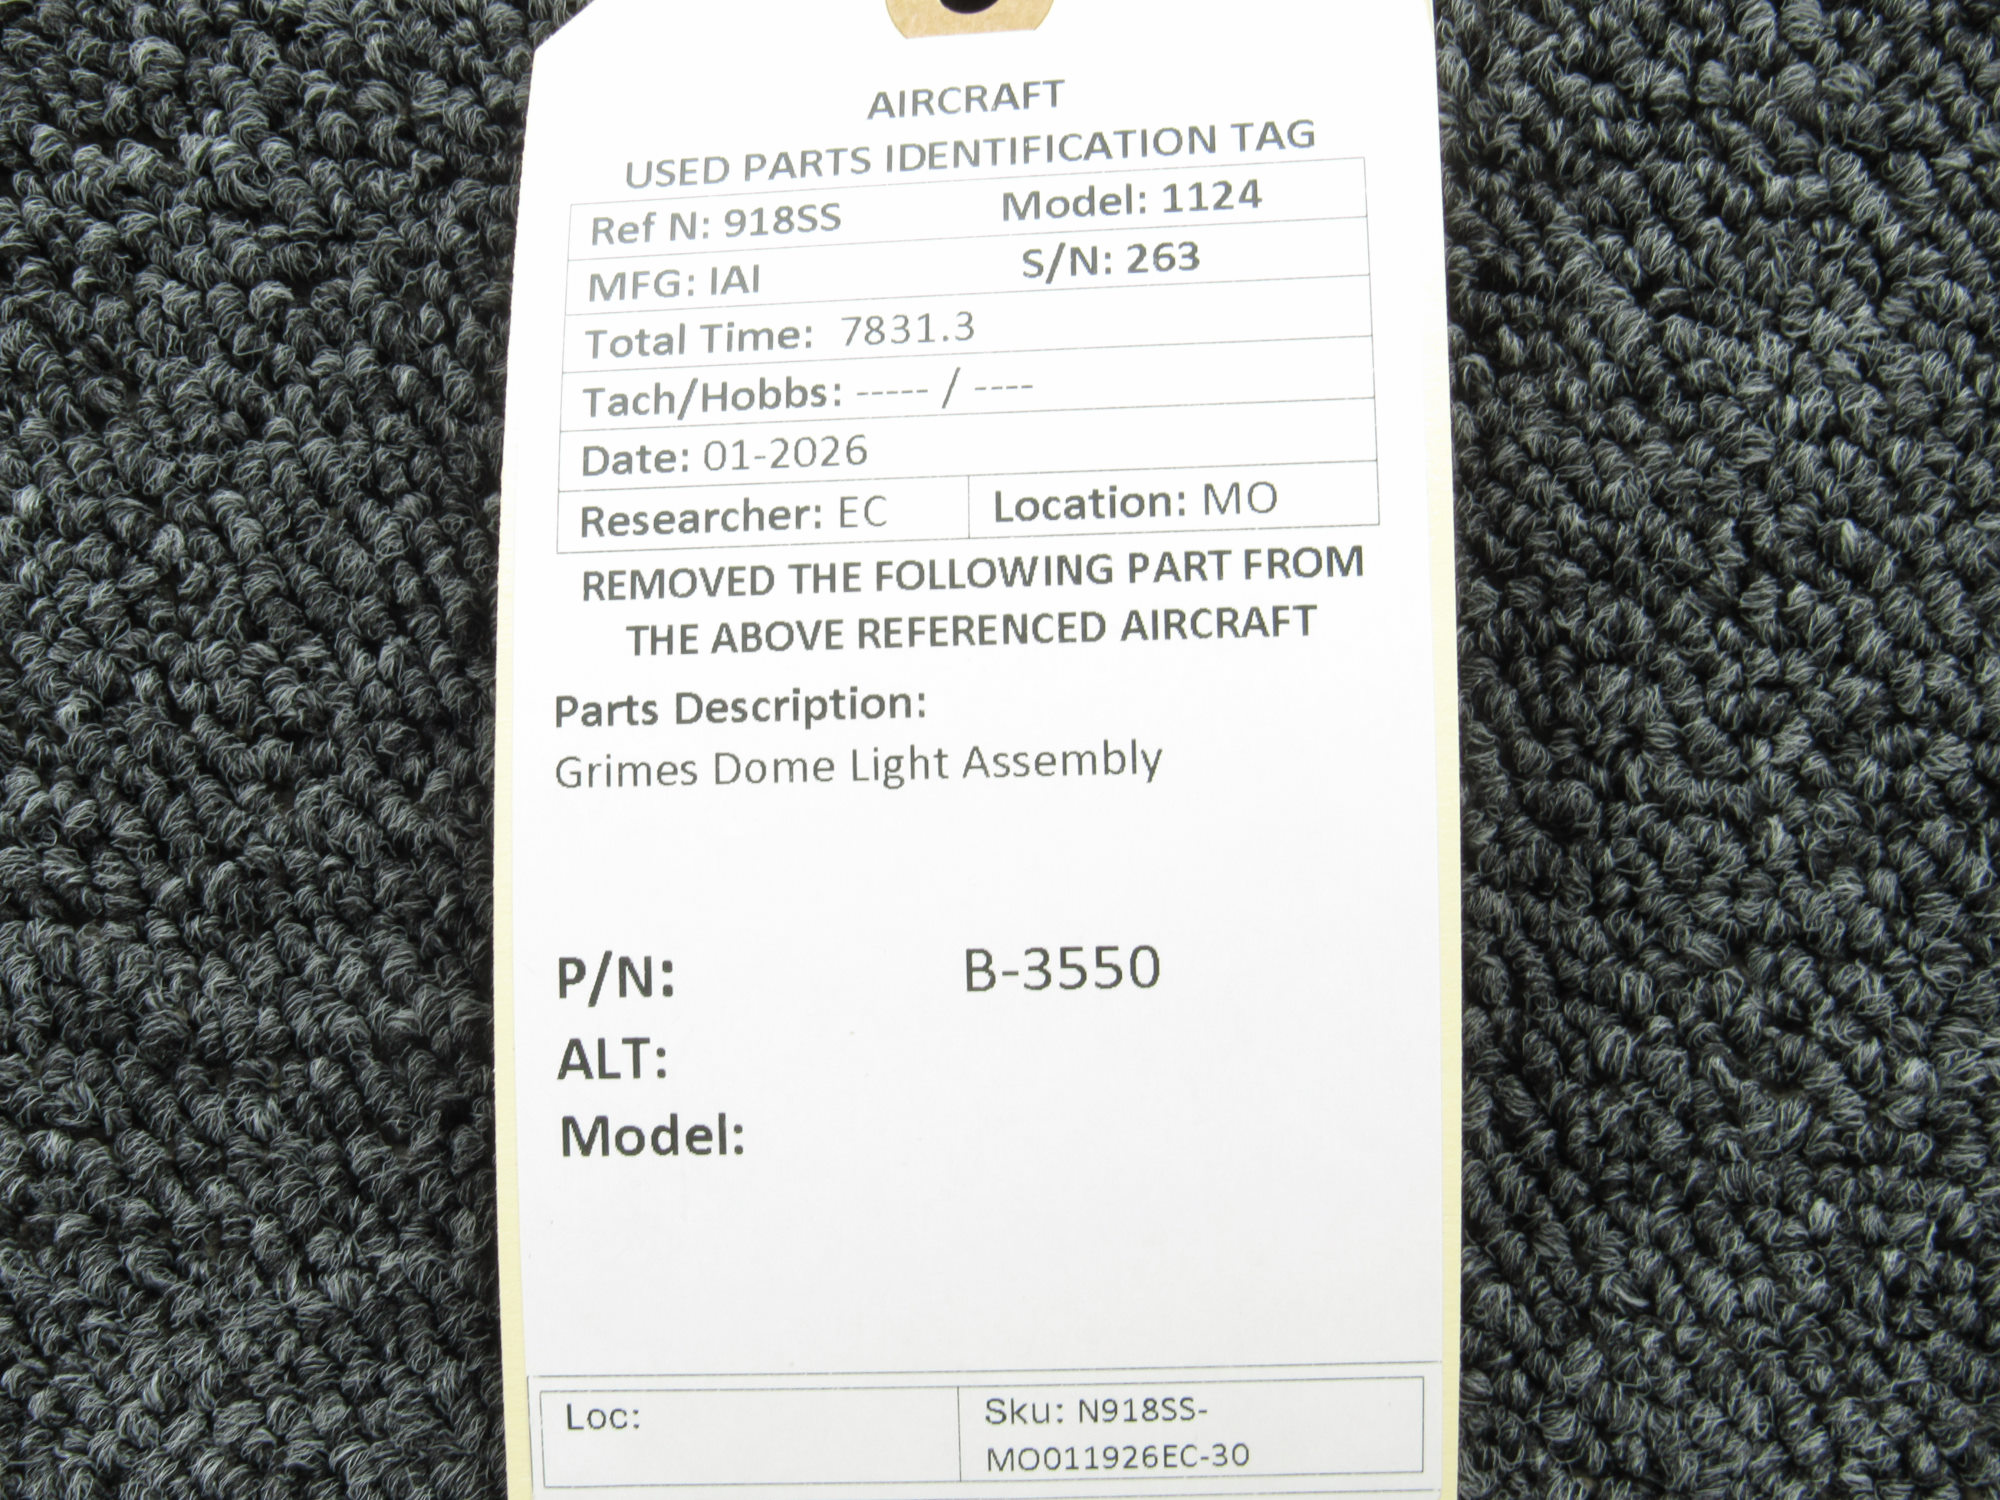 AIRCRAFT
USED PARTS IDENTIFICATION TAG
Ref N: 918SS Model: 1124
MFG: IAI S/N: 263
Total Time: 7831.3
Tach/Hobbs: ----- / ----
Date: 01-2026
Researcher: EC Location: MO
REMOVED THE FOLLOWING PART FROM
THE ABOVE REFERENCED AIRCRAFT
Parts Description:
Grimes Dome Light Assembly
P/N: B-3550
ALT:
Model:
Loc: Sku: N918SS-
MO011926EC-30